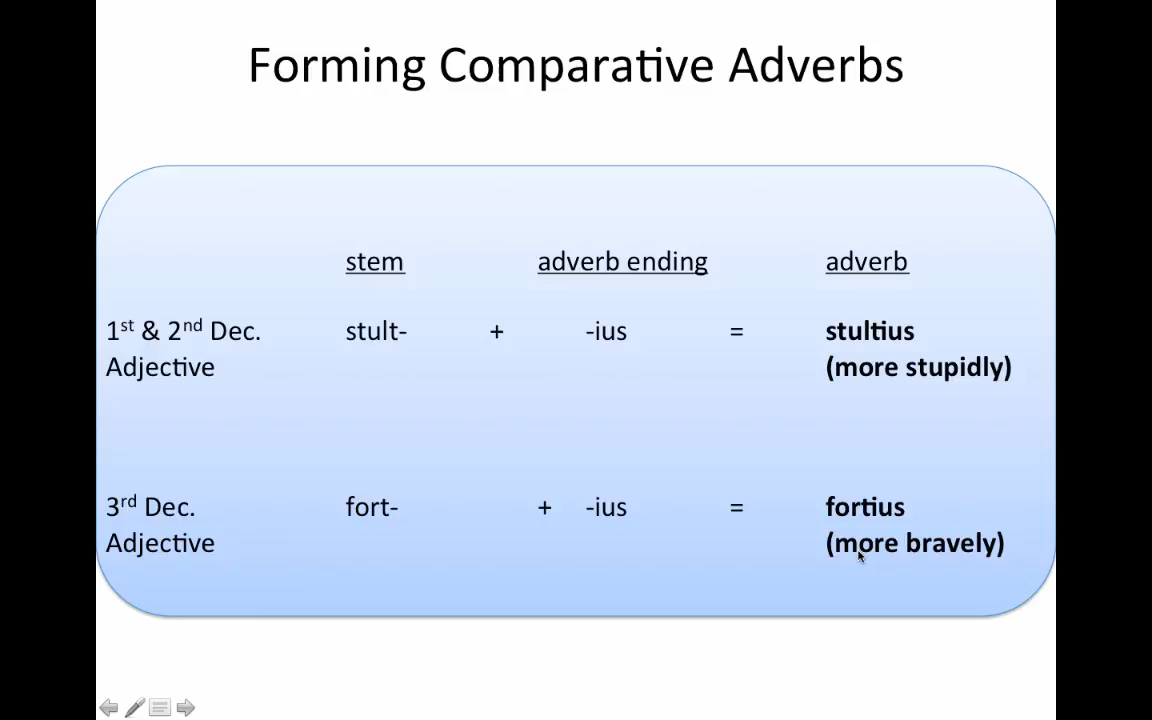 Forming Comparative Adverbs
stem adverb ending adverb
1st & 2nd Dec. stult- + -ius = stultius
Adjective (more stupidly)
3rd Dec. fort- + -ius = fortius
Adjective (more bravely)